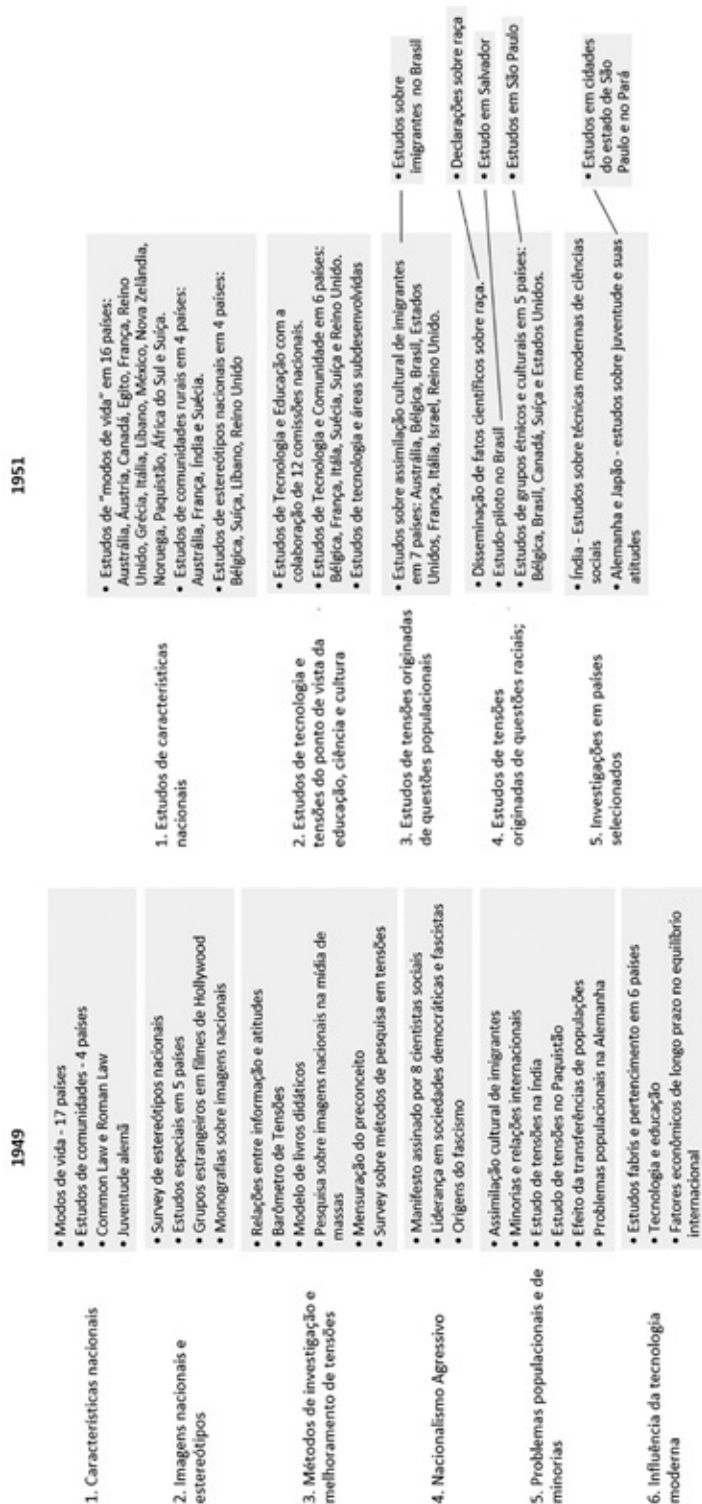 1949
1. Características nacionais
• Modos de vida - 17 países
• Estudos de comunidades - 4 países
• Common Law e Roman Law
• Juventude alemã
2. Imagens nacionais e
estereótipos
• Survey de estereótipos nacionais
• Estudos especiais em 5 países
• Grupos estrangeiros em filmes de Hollywood
• Monografias sobre imagens nacionais
3. Métodos de investigação e
melhoramento de tensões
• Relações entre informação e atitudes
• Barômetro de Tensões
• Modelo de livros didáticos
• Pesquisa sobre imagens nacionais na mídia de
massas
• Mensuração do preconceito
• Survey sobre métodos de pesquisa em tensões
4. Nacionalismo Agressivo
• Manifesto assinado por 8 cientistas sociais
• Liderança em sociedades democráticas e fascistas
• Origens do fascismo
5. Problemas populacionais e de
minorias
• Assimilação cultural de imigrantes
• Minorias e relações internacionais
• Estudo de tensões na Índia
• Estudo de tensões no Paquistão
• Efeito da transferências de populações
• Problemas populacionais na Alemanha
6. Influência da tecnologia
moderna
• Estudos fabris e pertencimento em 6 países
• Tecnologia e educação
• Fatores econômicos de longo prazo no equilíbrio
internacional
1951
1. Estudos de características
nacionais
• Estudos de "modos de vida" em 16 países:
Austrália, Áustria, Canadá, Egito, França, Reino
Unido, Grécia, Itália, Líbano, México, Nova Zelândia,
Noruega, Paquistão, África do Sul e Suíça.
• Estudos de comunidades rurais em 4 países:
Austrália, França, Índia e Suécia.
• Estudos de estereótipos nacionais em 4 países:
Bélgica, Suíça, Líbano, Reino Unido
2. Estudos de tecnologia e
tensões do ponto de vista da
educação, ciência e cultura
• Estudos de Tecnologia e Educação com a
colaboração de 12 comissões nacionais.
• Estudos de Tecnologia e Comunidade em 6 países:
Bélgica, França, Itália, Suécia, Suíça e Reino Unido.
• Estudos de tecnologia e áreas subdesenvolvidas
3. Estudos de tensões originadas
de questões populacionais
• Estudos sobre assimilação cultural de imigrantes
em 7 países: Austrália, Bélgica, Brasil, Estados
Unidos, França, Itália, Israel, Reino Unido.
• Estudos sobre
imigrantes no Brasil
4. Estudos de tensões
originadas de questões raciais;
• Disseminação de fatos científicos sobre raça.
• Estudo-piloto no Brasil
• Estudos de grupos étnicos e culturais em 5 países:
Bélgica, Brasil, Canadá, Suíça e Estados Unidos.
• Declarações sobre raça
• Estudo em Salvador
• Estudos em São Paulo
5. Investigações em países
selecionados
• Índia - Estudos sobre técnicas modernas de ciências
sociais
• Alemanha e Japão - estudos sobre Juventude e suas
atitudes
• Estudos em cidades
do estado de São
Paulo e no Pará